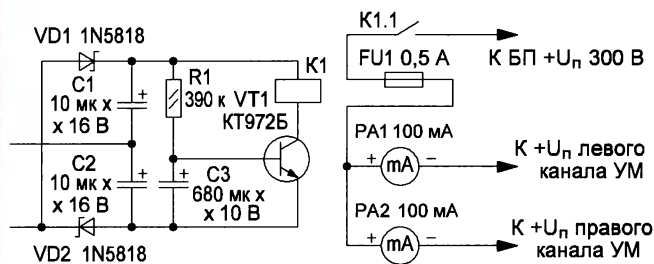 VD1 1N5818
C1
10 мк х
х 16 В
C2
10 мк х
х 16 В
VD2 1N5818
R1
390 к
VT1
КТ972Б
K1
C3
680 мк х
х 10 В
K1.1
К БП +Uп 300 В
FU1 0,5 А
PA1 100 мА
+ mA −
К +Uп левого
канала УМ
PA2 100 мА
+ mA −
К +Uп правого
канала УМ
+
+
+